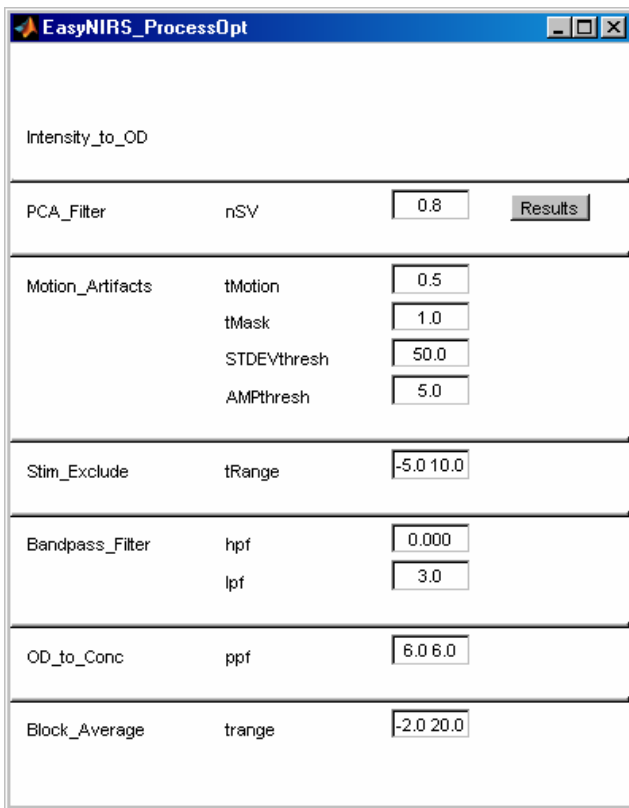 EasyNIRS_ProcessOpt
Intensity_to_OD
PCA_Filter nSV 0.8 Results
Motion_Artifacts tMotion 0.5
tMask 1.0
STDEVthresh 50.0
AMPthresh 5.0
Stim_Exclude tRange -5.0 10.0
Bandpass_Filter hpf 0.000
lpf 3.0
OD_to_Conc ppf 6.0 6.0
Block_Average trange -2.0 20.0